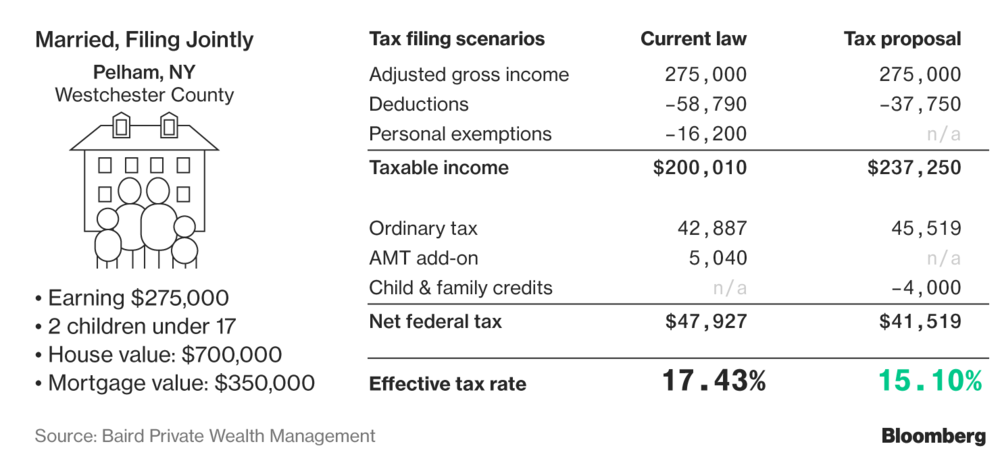 Married, Filing Jointly
Pelham, NY
Westchester County
• Earning $275,000
• 2 children under 17
• House value: $700,000
• Mortgage value: $350,000
Tax filing scenarios Current law Tax proposal
Adjusted gross income 275,000 275,000
Deductions –58,790 –37,750
Personal exemptions –16,200 n/a
Taxable income $200,010 $237,250
Ordinary tax 42,887 45,519
AMT add-on 5,040 n/a
Child & family credits n/a –4,000
Net federal tax $47,927 $41,519
Effective tax rate 17.43% 15.10%
Source: Baird Private Wealth Management
Bloomberg